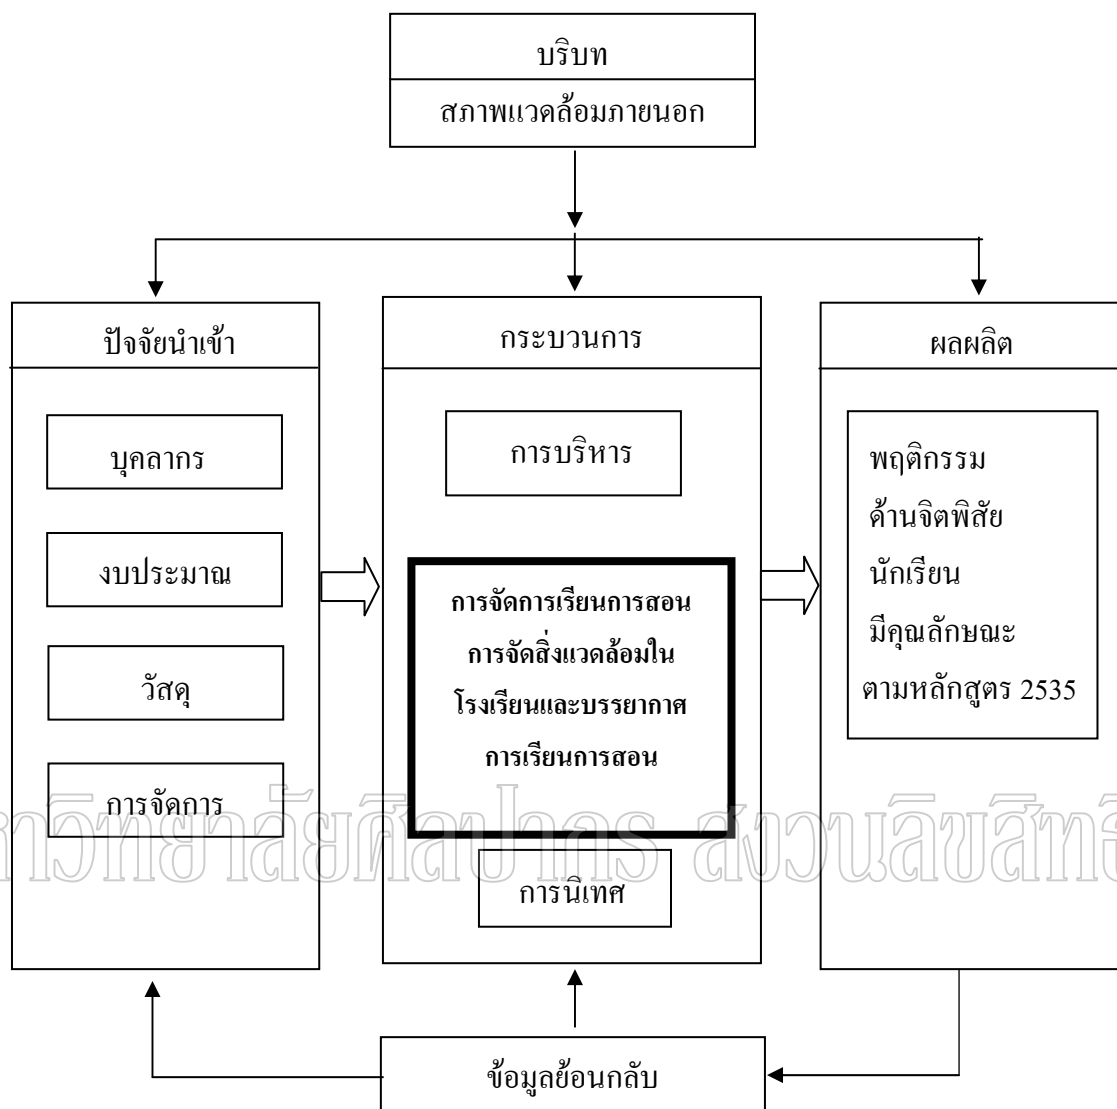 บริบท
สภาพแวดล้อมภายนอก
ปัจจัยนำเข้า
บุคลากร
งบประมาณ
วัสดุ
การจัดการ
กระบวนการ
การบริหาร
การจัดการเรียนการสอน
การจัดสิ่งแวดล้อมใน
โรงเรียนและบรรยากาศ
การเรียนการสอน
การนิเทศ
ผลผลิต
พฤติกรรม
ด้านจิตพิสัย
นักเรียน
มีคุณลักษณะ
ตามหลักสูตร 2535
ข้อมูลย้อนกลับ